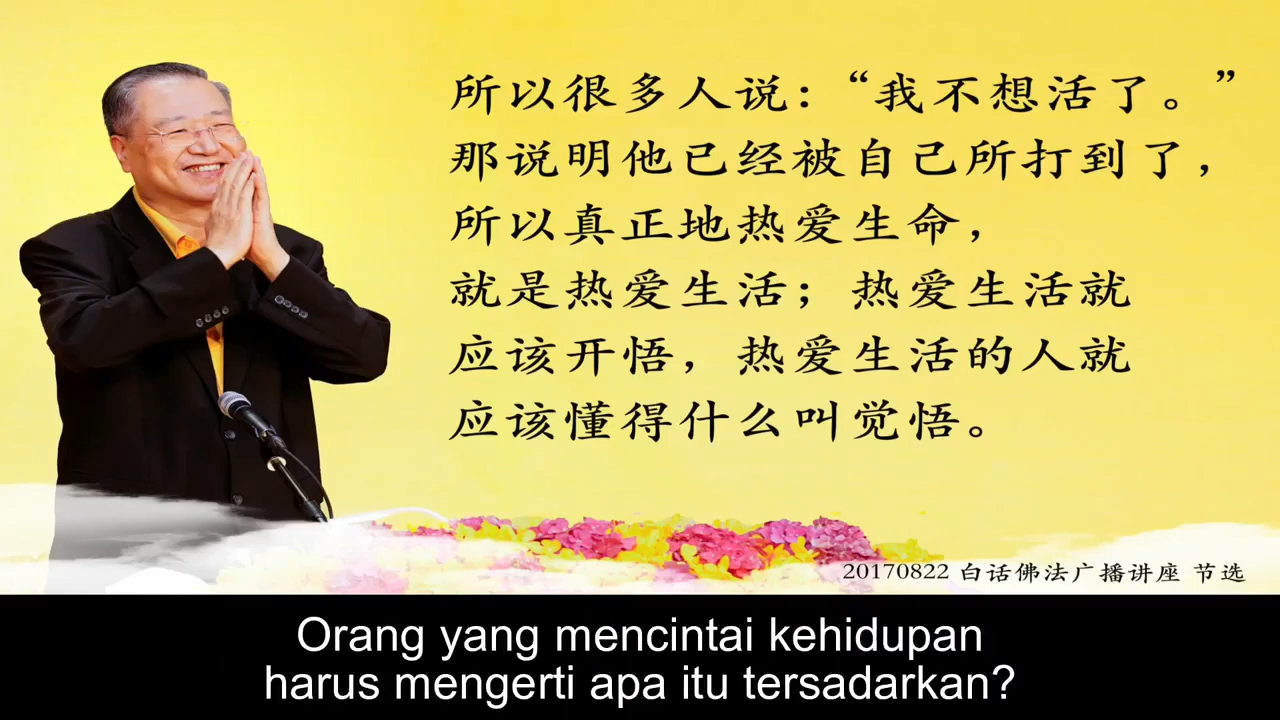 所以很多人说：“我不想活了。”
那说明他已经被自己所打到了，
所以真正地热爱生命，
就是热爱生活；热爱生活就
应该开悟，热爱生活的人就
应该懂得什么叫觉悟。
20170822 白话佛法广播讲座 节选
Orang yang mencintai kehidupan
harus mengerti apa itu tersadarkan?